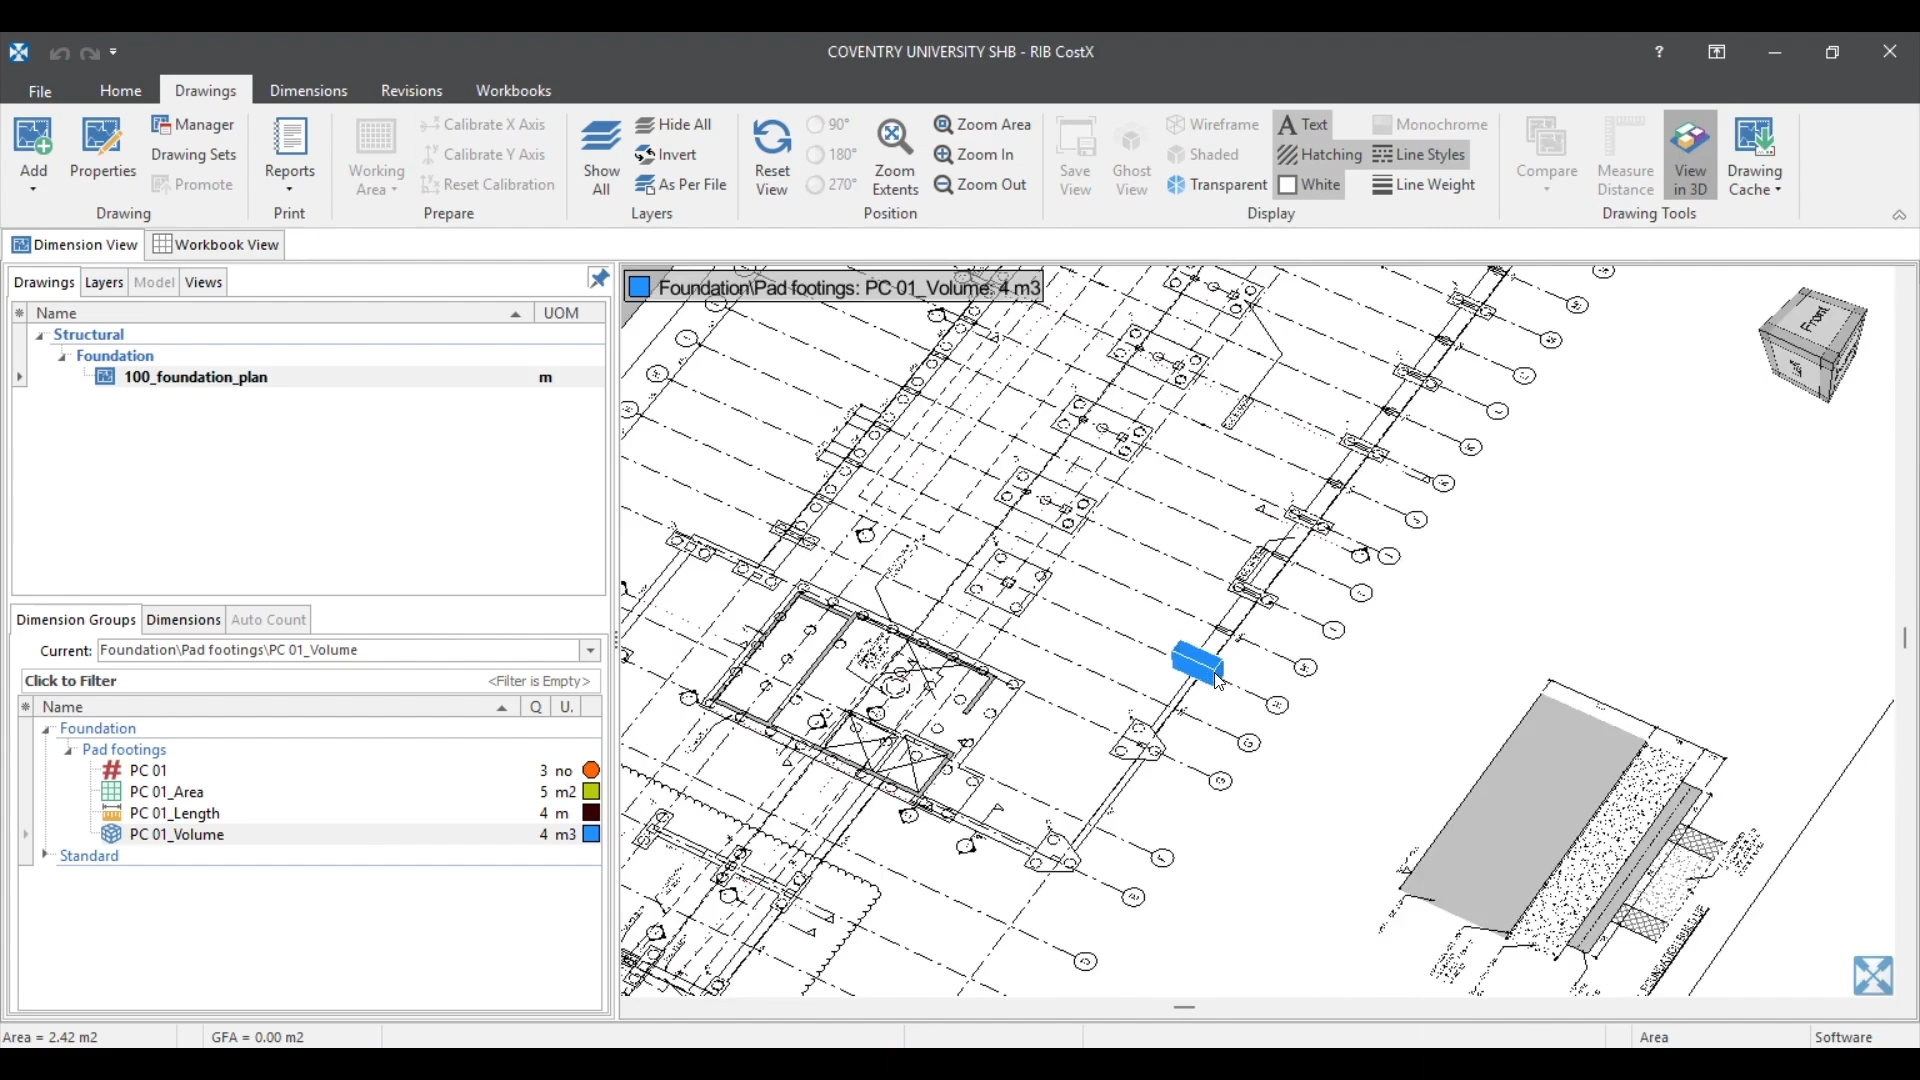 COVENTRY UNIVERSITY SHB - RIB CostX
?
File
Home
Drawings
Dimensions
Revisions
Workbooks
Add
Properties
Manager
Drawing Sets
Promote
Drawing
Reports
Print
Working Area
Calibrate X Axis
Calibrate Y Axis
Reset Calibration
Prepare
Show All
Hide All
Invert
As Per File
Layers
Reset View
90°
180°
270°
Zoom Extents
Zoom Area
Zoom In
Zoom Out
Position
Save View
Ghost View
Wireframe
Shaded
Transparent
Text
Hatching
White
Monochrome
Line Styles
Line Weight
Display
Compare
Measure Distance
View in 3D
Drawing Cache
Drawing Tools
Dimension View
Workbook View
Drawings
Layers
Model
Views
Name
UOM
Structural
Foundation
100_foundation_plan
m
Dimension Groups
Dimensions
Auto Count
Current: Foundation\Pad footings\PC 01_Volume
Click to Filter
<Filter is Empty>
Name
Q
U.
Foundation
Pad footings
PC 01 3 no
PC 01_Area 5 m2
PC 01_Length 4 m
PC 01_Volume 4 m3
Standard
Foundation\Pad footings: PC 01_Volume: 4 m3
Front
Area = 2.42 m2
GFA = 0.00 m2
Area
Software